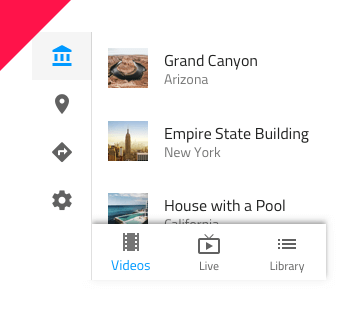 Grand Canyon
Arizona
Empire State Building
New York
House with a Pool
California
Videos
Live
Library